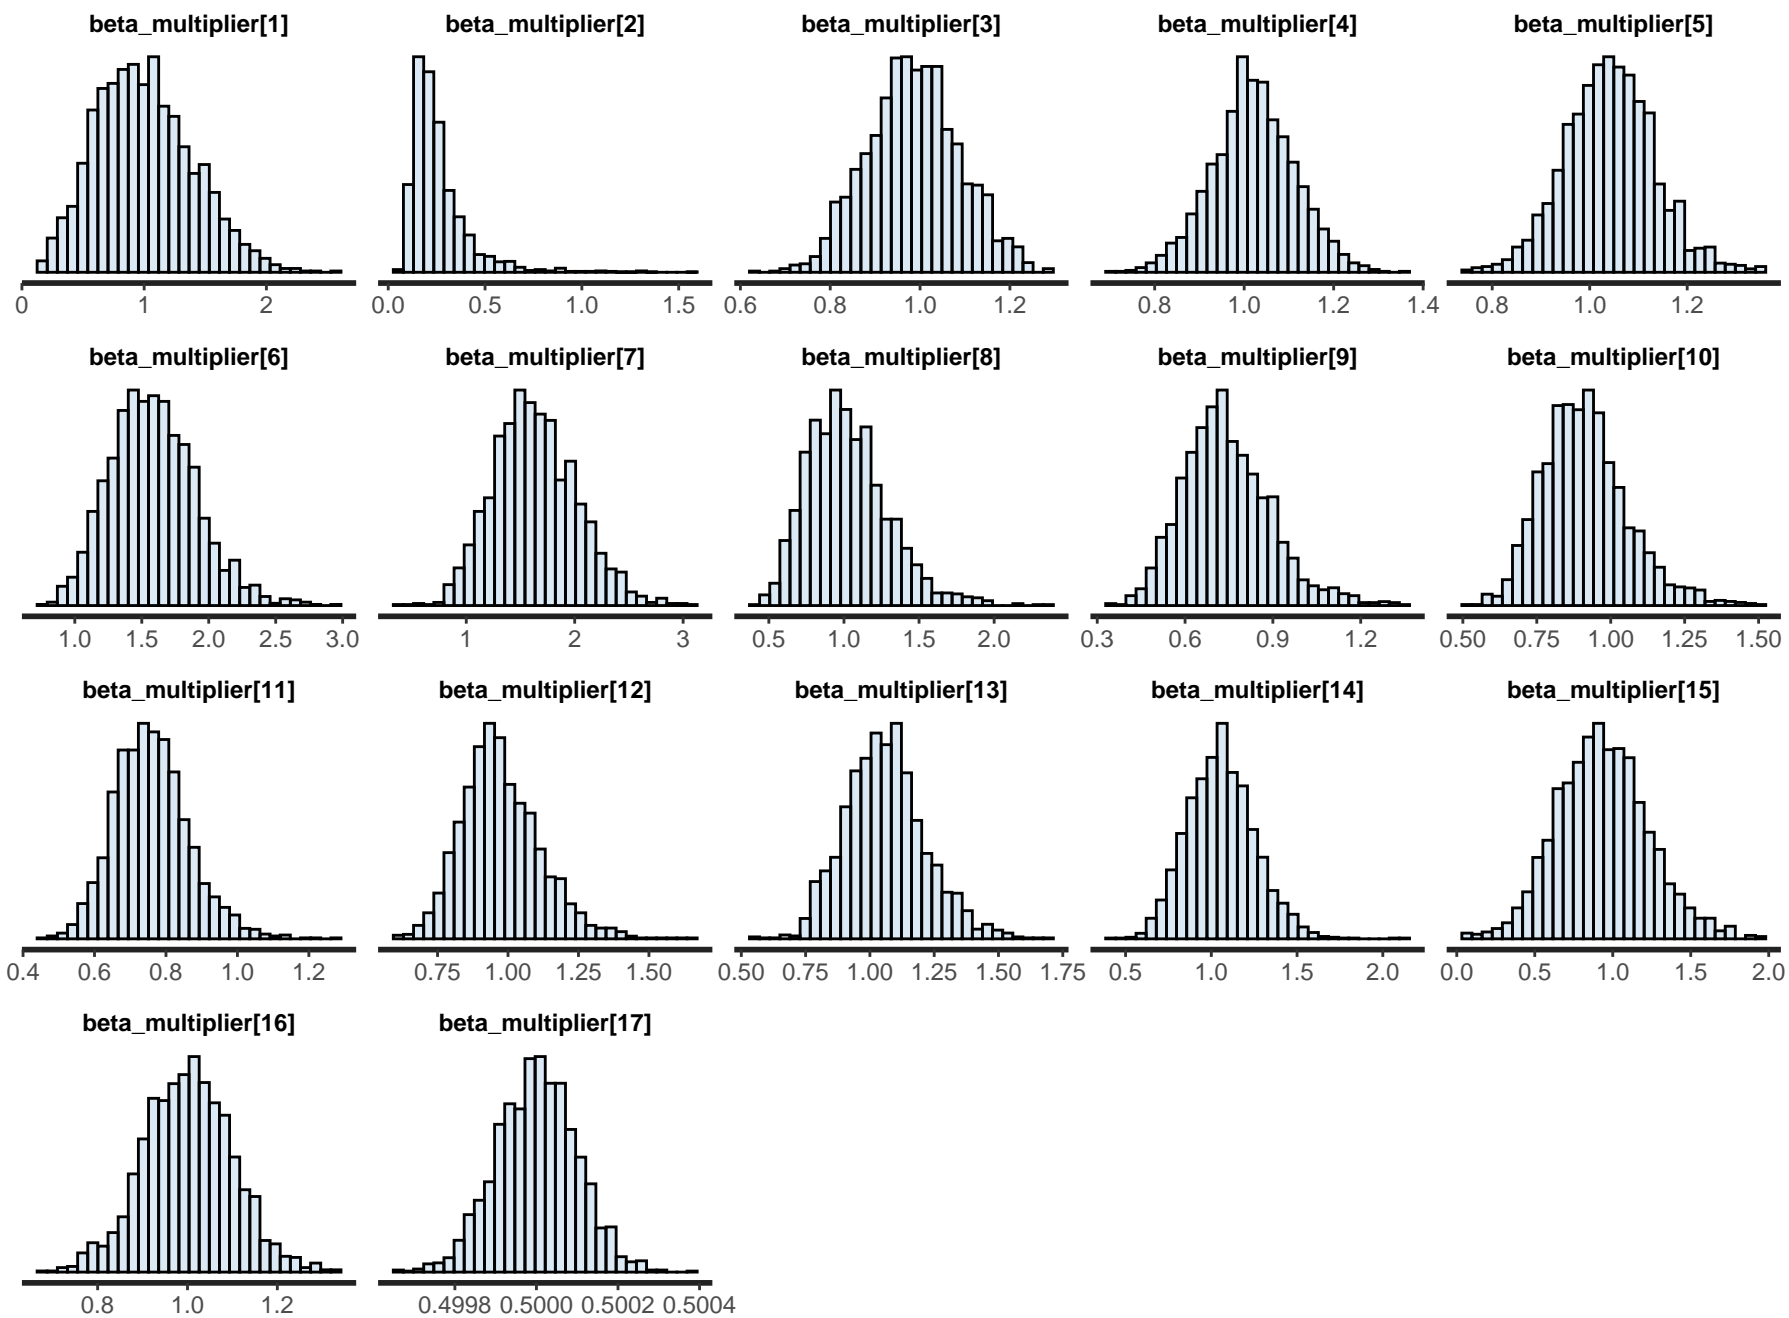 beta_multiplier[1] beta_multiplier[2] beta_multiplier[3] beta_multiplier[4] beta_multiplier[5]
0 1 2 0.0 0.5 1.0 1.5 0.6 0.8 1.0 1.2 0.8 1.0 1.2 1.4 0.8 1.0 1.2
beta_multiplier[6] beta_multiplier[7] beta_multiplier[8] beta_multiplier[9] beta_multiplier[10]
1.0 1.5 2.0 2.5 3.0 1 2 3 0.5 1.0 1.5 2.0 0.3 0.6 0.9 1.2 0.50 0.75 1.00 1.25 1.50
beta_multiplier[11] beta_multiplier[12] beta_multiplier[13] beta_multiplier[14] beta_multiplier[15]
0.4 0.6 0.8 1.0 1.2 0.75 1.00 1.25 1.50 0.50 0.75 1.00 1.25 1.50 1.75 0.5 1.0 1.5 2.0 0.0 0.5 1.0 1.5 2.0
beta_multiplier[16] beta_multiplier[17]
0.8 1.0 1.2 0.4998 0.5000 0.5002 0.5004